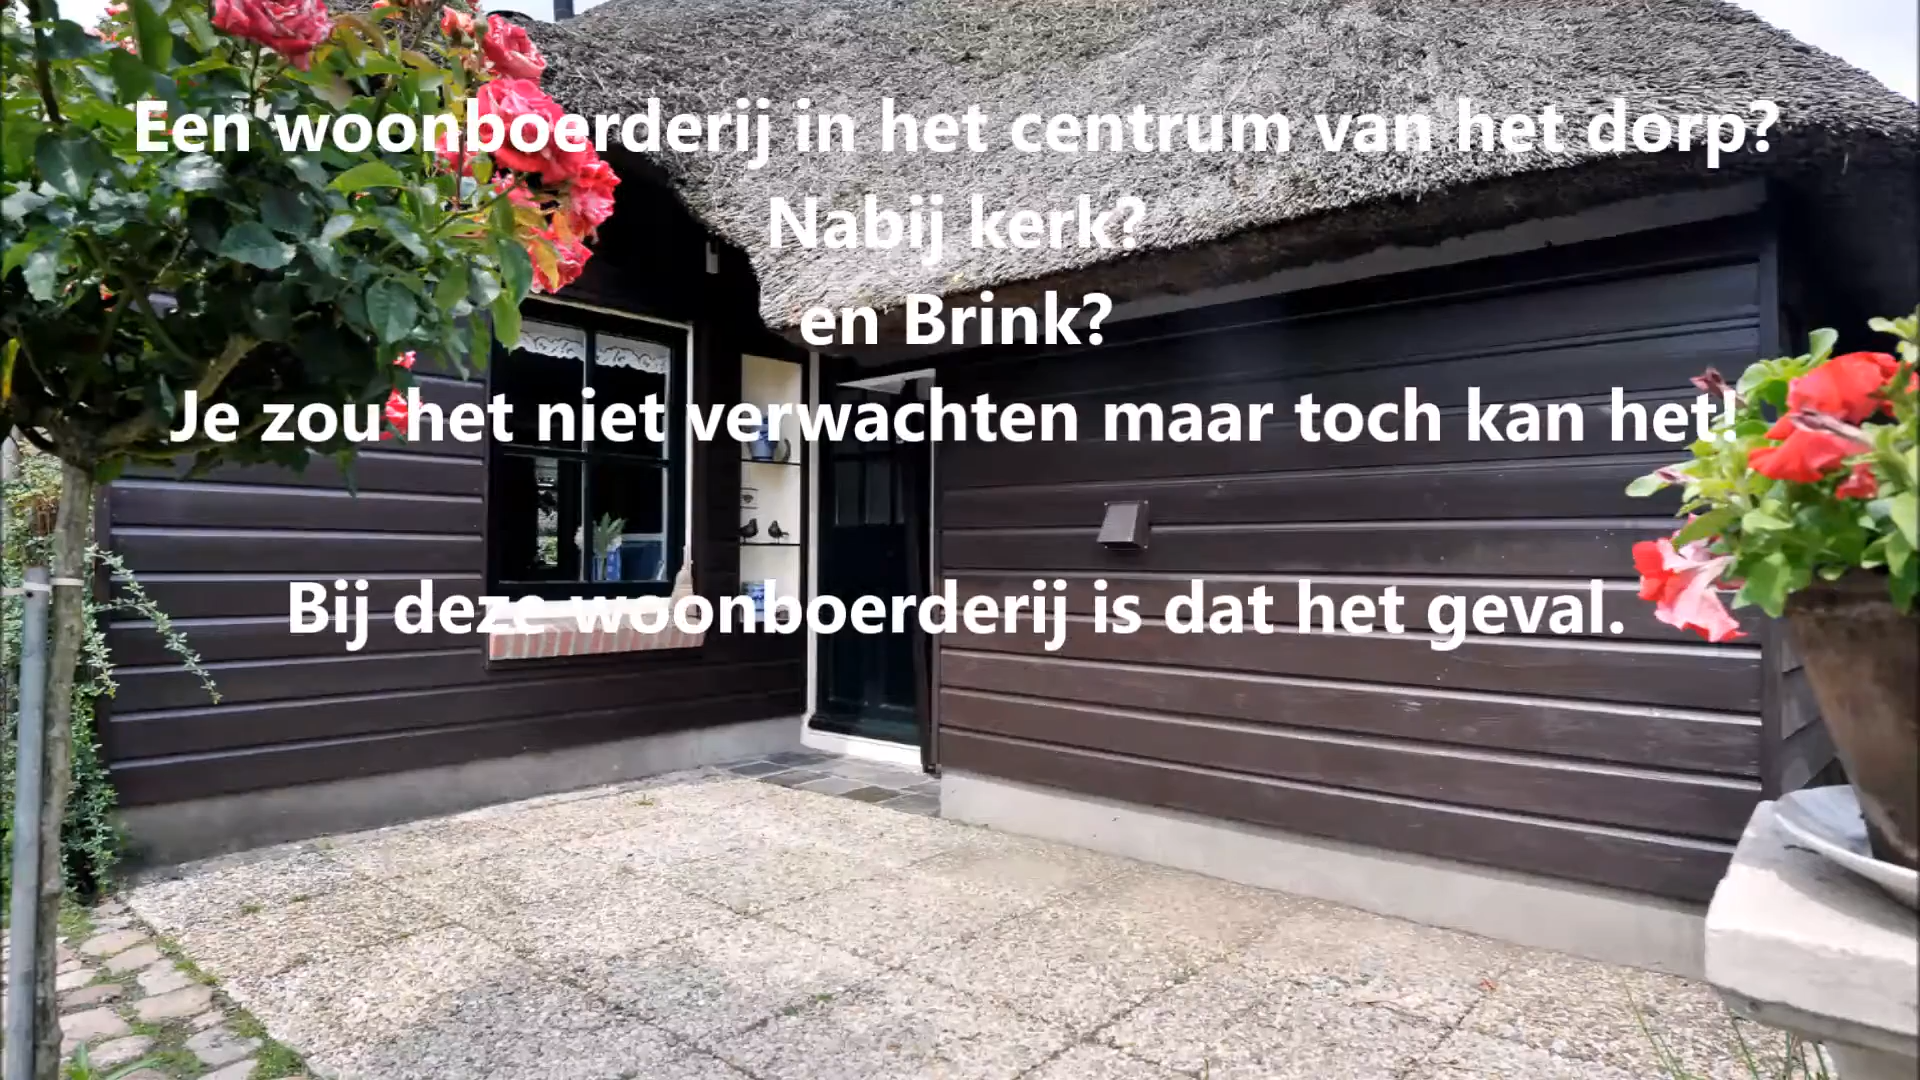 Een woonboerderij in het centrum van het dorp?
Nabij kerk?
en Brink?
Je zou het niet verwachten maar toch kan het!
Bij deze woonboerderij is dat het geval.